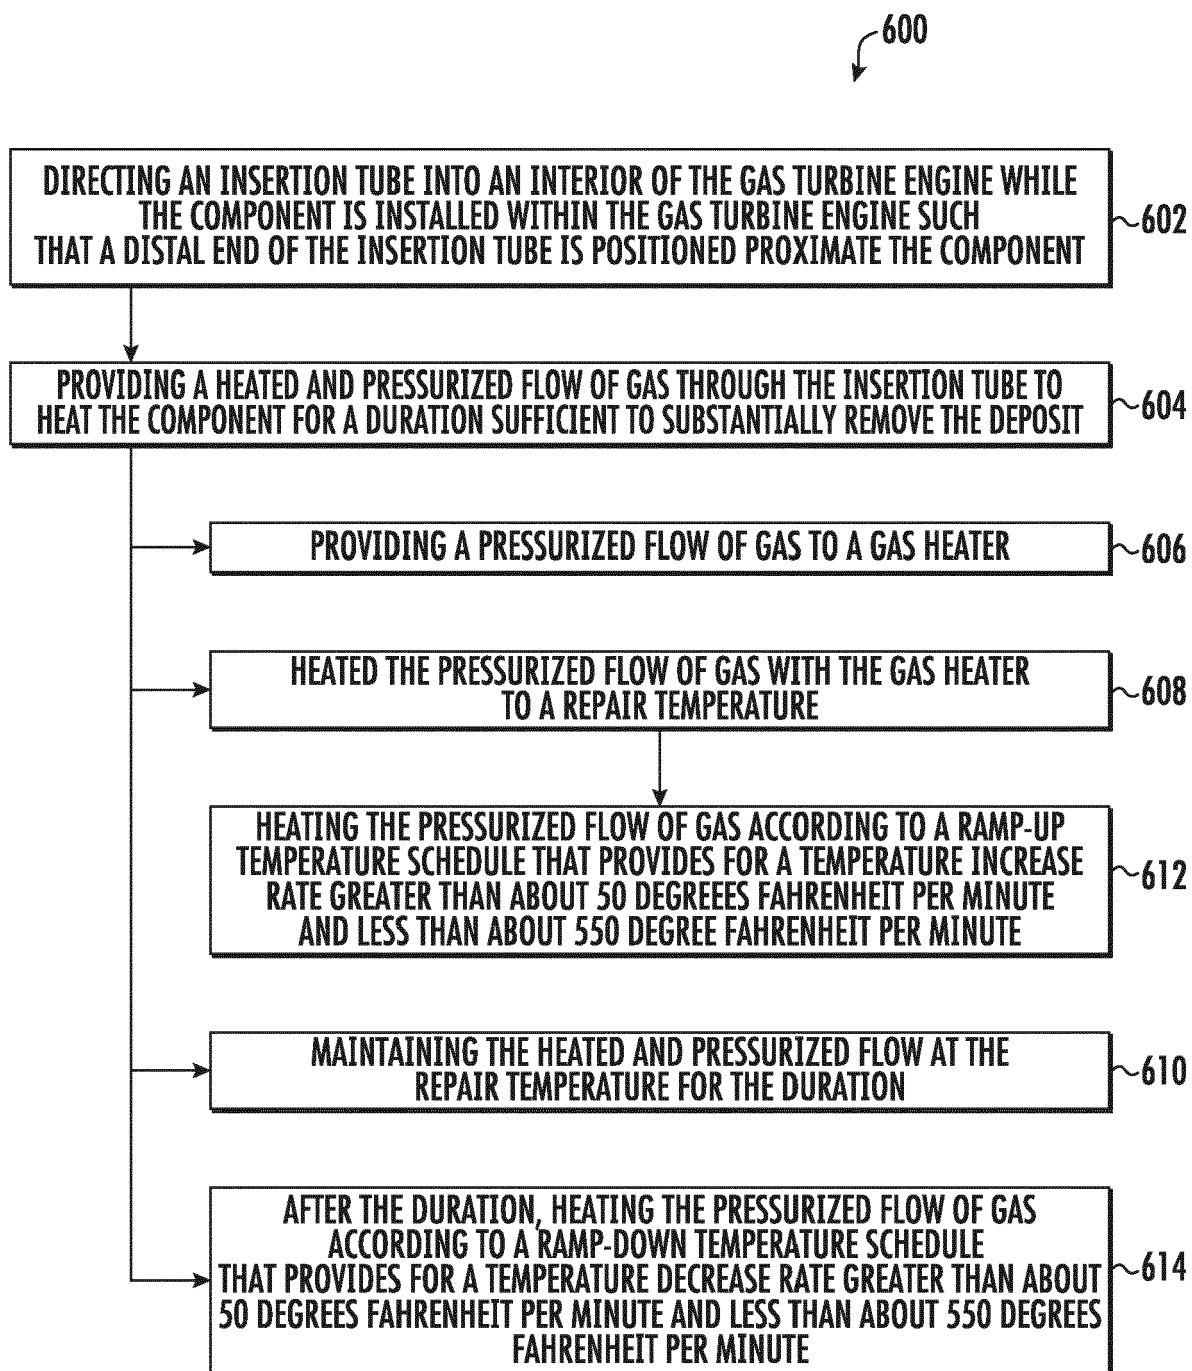 600
DIRECTING AN INSERTION TUBE INTO AN INTERIOR OF THE GAS TURBINE ENGINE WHILE
THE COMPONENT IS INSTALLED WITHIN THE GAS TURBINE ENGINE SUCH
THAT A DISTAL END OF THE INSERTION TUBE IS POSITIONED PROXIMATE THE COMPONENT
602
PROVIDING A HEATED AND PRESSURIZED FLOW OF GAS THROUGH THE INSERTION TUBE TO
HEAT THE COMPONENT FOR A DURATION SUFFICIENT TO SUBSTANTIALLY REMOVE THE DEPOSIT
604
PROVIDING A PRESSURIZED FLOW OF GAS TO A GAS HEATER
606
HEATED THE PRESSURIZED FLOW OF GAS WITH THE GAS HEATER
TO A REPAIR TEMPERATURE
608
HEATING THE PRESSURIZED FLOW OF GAS ACCORDING TO A RAMP-UP
TEMPERATURE SCHEDULE THAT PROVIDES FOR A TEMPERATURE INCREASE
RATE GREATER THAN ABOUT 50 DEGREEES FAHRENHEIT PER MINUTE
AND LESS THAN ABOUT 550 DEGREE FAHRENHEIT PER MINUTE
612
MAINTAINING THE HEATED AND PRESSURIZED FLOW AT THE
REPAIR TEMPERATURE FOR THE DURATION
610
AFTER THE DURATION, HEATING THE PRESSURIZED FLOW OF GAS
ACCORDING TO A RAMP-DOWN TEMPERATURE SCHEDULE
THAT PROVIDES FOR A TEMPERATURE DECREASE RATE GREATER THAN ABOUT
50 DEGREES FAHRENHEIT PER MINUTE AND LESS THAN ABOUT 550 DEGREES
FAHRENHEIT PER MINUTE
614